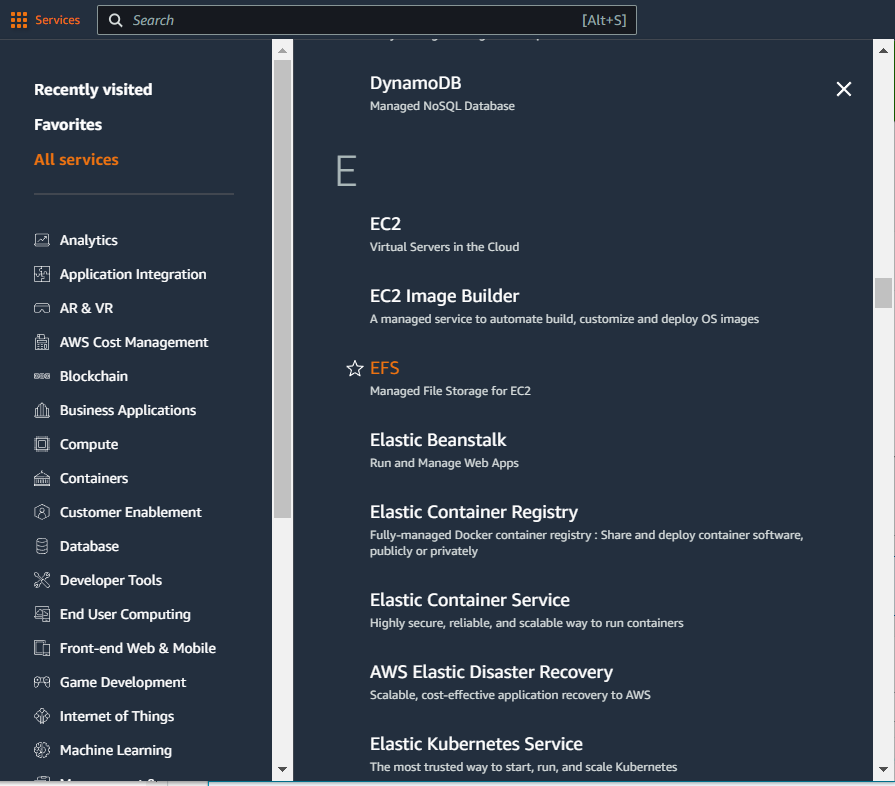 Services
Search
[Alt+S]
Recently visited
Favorites
All services
Analytics
Application Integration
AR & VR
AWS Cost Management
Blockchain
Business Applications
Compute
Containers
Customer Enablement
Database
Developer Tools
End User Computing
Front-end Web & Mobile
Game Development
Internet of Things
Machine Learning
DynamoDB
Managed NoSQL Database
E
EC2
Virtual Servers in the Cloud
EC2 Image Builder
A managed service to automate build, customize and deploy OS images
EFS
Managed File Storage for EC2
Elastic Beanstalk
Run and Manage Web Apps
Elastic Container Registry
Fully-managed Docker container registry : Share and deploy container software,
publicly or privately
Elastic Container Service
Highly secure, reliable, and scalable way to run containers
AWS Elastic Disaster Recovery
Scalable, cost-effective application recovery to AWS
Elastic Kubernetes Service
The most trusted way to start, run, and scale Kubernetes